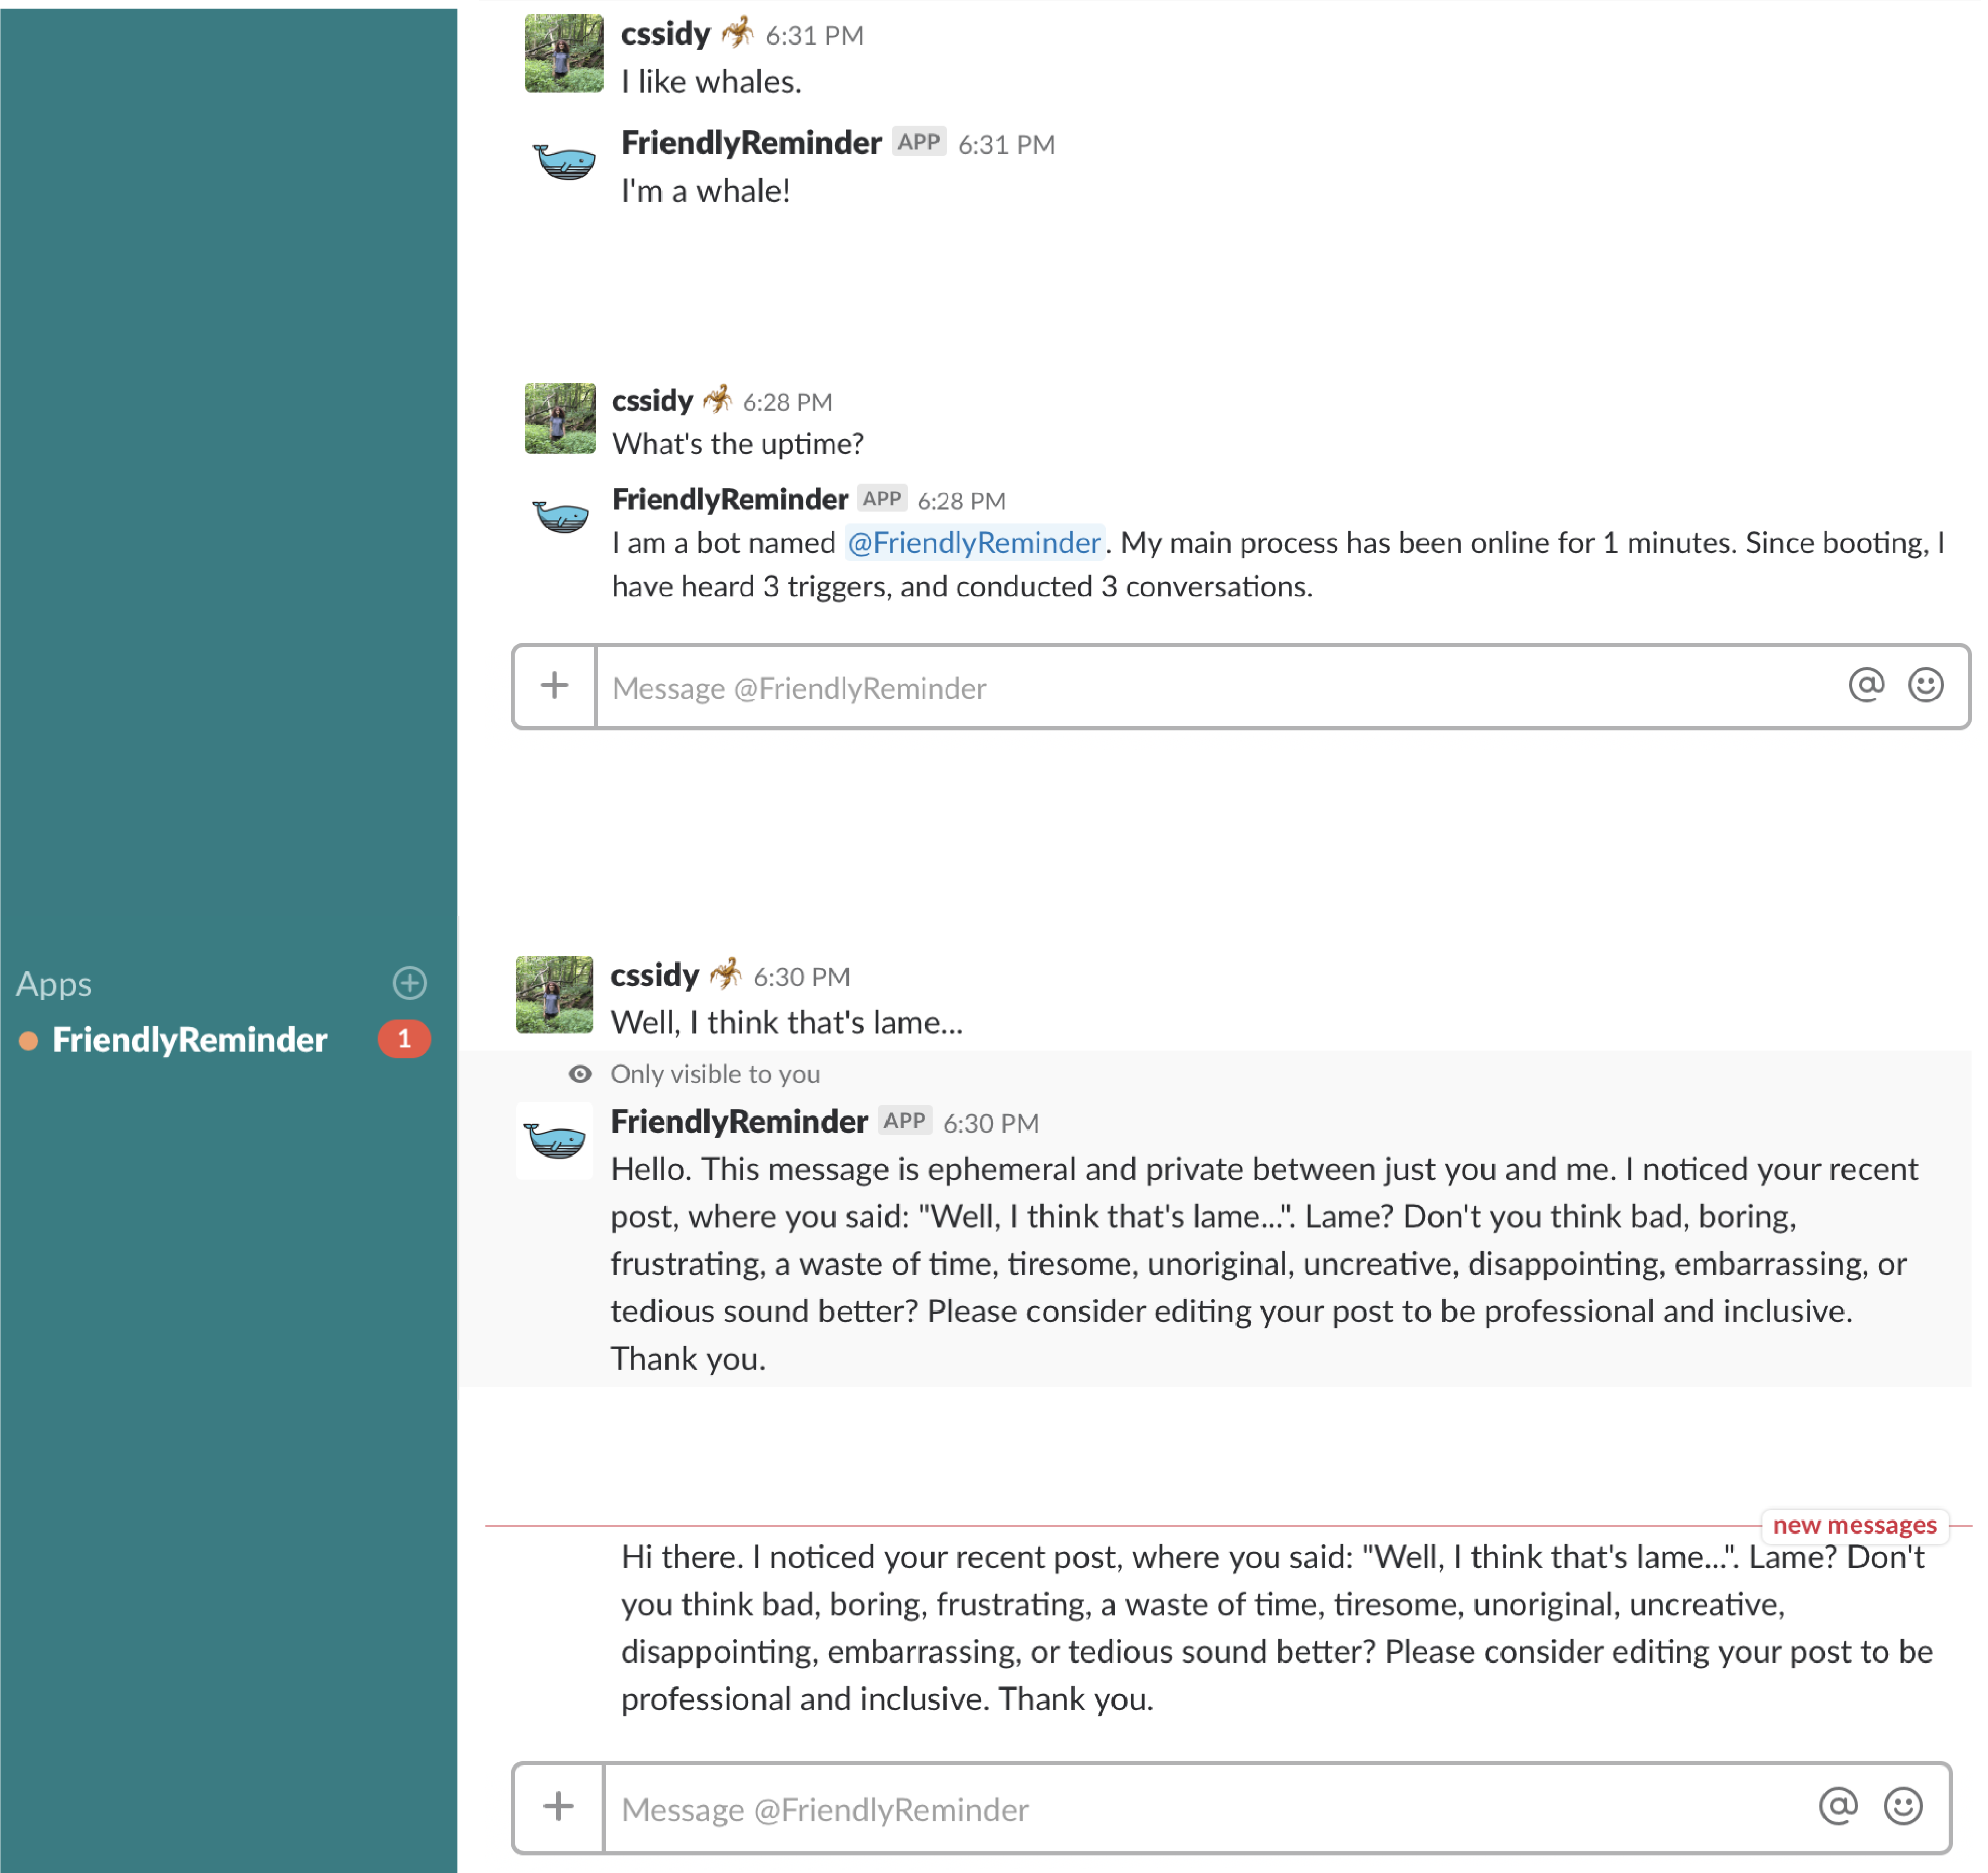 cssidy 6:31 PM
I like whales.
FriendlyReminder APP 6:31 PM
I'm a whale!
cssidy 6:28 PM
What's the uptime?
FriendlyReminder APP 6:28 PM
I am a bot named @FriendlyReminder. My main process has been online for 1 minutes. Since booting, I
have heard 3 triggers, and conducted 3 conversations.
Message @FriendlyReminder
Apps
FriendlyReminder 1
cssidy 6:30 PM
Well, I think that's lame...
Only visible to you
FriendlyReminder APP 6:30 PM
Hello. This message is ephemeral and private between just you and me. I noticed your recent
post, where you said: "Well, I think that's lame...". Lame? Don't you think bad, boring,
frustrating, a waste of time, tiresome, unoriginal, uncreative, disappointing, embarrassing, or
tedious sound better? Please consider editing your post to be professional and inclusive.
Thank you.
new messages
Hi there. I noticed your recent post, where you said: "Well, I think that's lame...". Lame? Don't
you think bad, boring, frustrating, a waste of time, tiresome, unoriginal, uncreative,
disappointing, embarrassing, or tedious sound better? Please consider editing your post to be
professional and inclusive. Thank you.
Message @FriendlyReminder